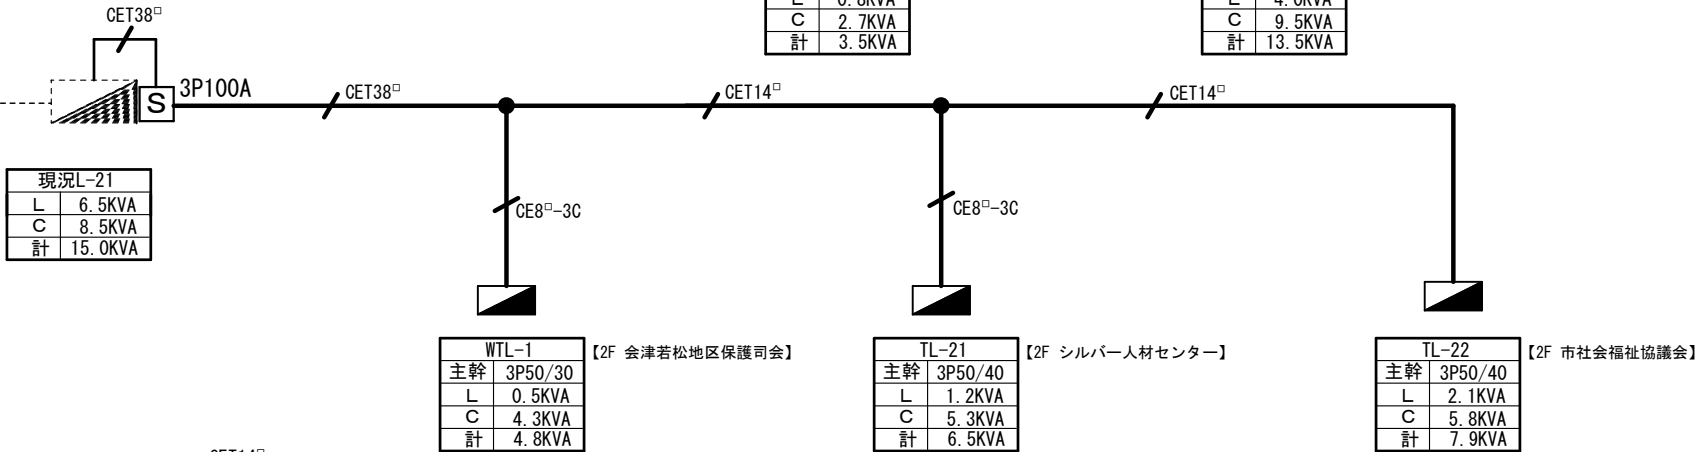 L 0.8KVA
C 2.7KVA
計 3.5KVA
L 4.0KVA
C 9.5KVA
計 13.5KVA
CET38□
S
3P100A
CET38□
CET14□
CET14□
現況L-21
L 6.5KVA
C 8.5KVA
計 15.0KVA
CE8□-3C
CE8□-3C
WTL-1
主幹 3P50/30
L 0.5KVA
C 4.3KVA
計 4.8KVA
【2F 会津若松地区保護司会】
TL-21
主幹 3P50/40
L 1.2KVA
C 5.3KVA
計 6.5KVA
【2F シルバー人材センター】
TL-22
主幹 3P50/40
L 2.1KVA
C 5.8KVA
計 7.9KVA
【2F 市社会福祉協議会】
CET14□